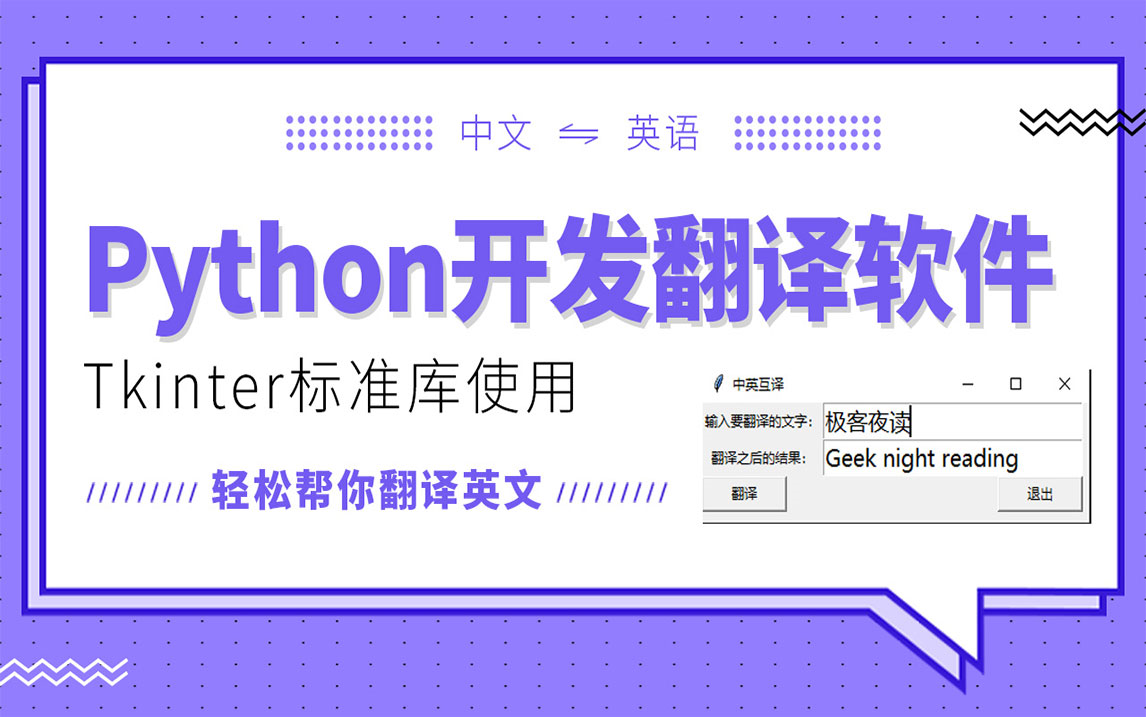 中文 ⇌ 英语
Python开发翻译软件
Tkinter标准库使用
轻松帮你翻译英文
中英互译
输入要翻译的文字: 极客夜读
翻译之后的结果: Geek night reading
翻译 退出